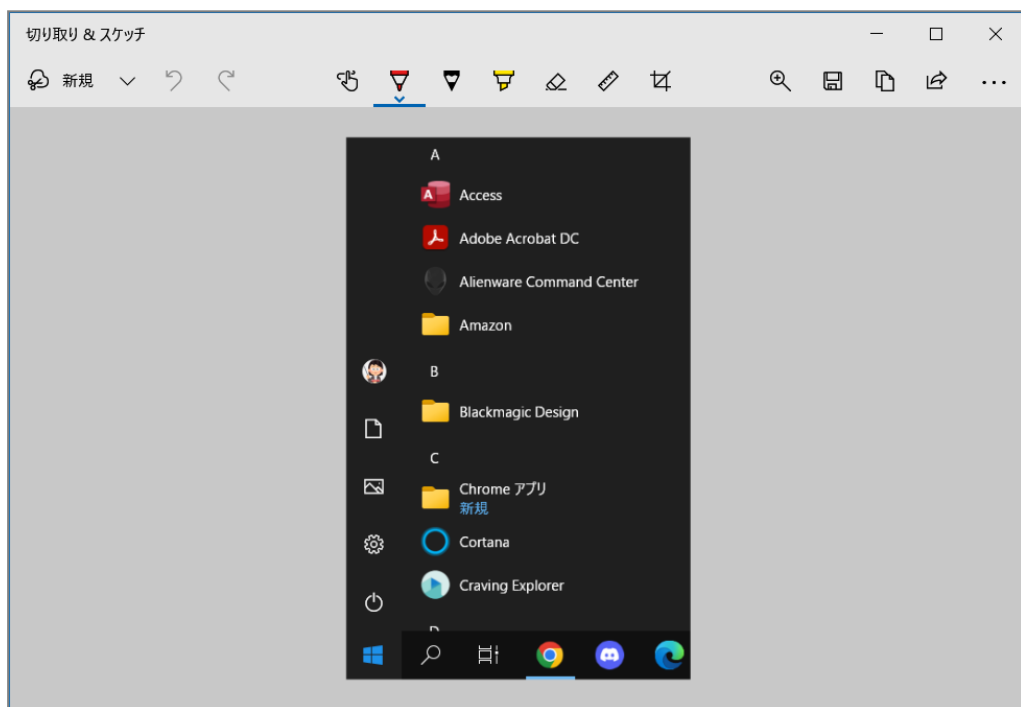 切り取り & スケッチ
新規
A
Access
Adobe Acrobat DC
Alienware Command Center
Amazon
B
Blackmagic Design
C
Chrome アプリ
新規
Cortana
Craving Explorer